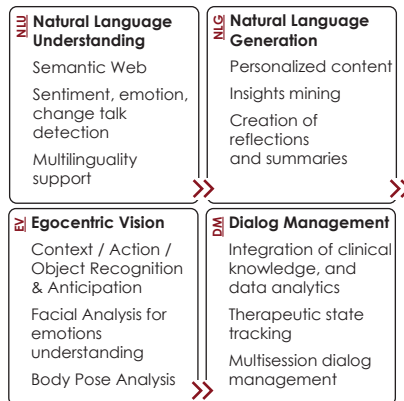 NLU
Natural Language
Understanding
Semantic Web
Sentiment, emotion,
change talk
detection
Multilinguality
support
NLG
Natural Language
Generation
Personalized content
Insights mining
Creation of
reflections
and summaries
EV
Egocentric Vision
Context / Action /
Object Recognition
& Anticipation
Facial Analysis for
emotions
understanding
Body Pose Analysis
DM
Dialog Management
Integration of clinical
knowledge, and
data analytics
Therapeutic state
tracking
Multisession dialog
management